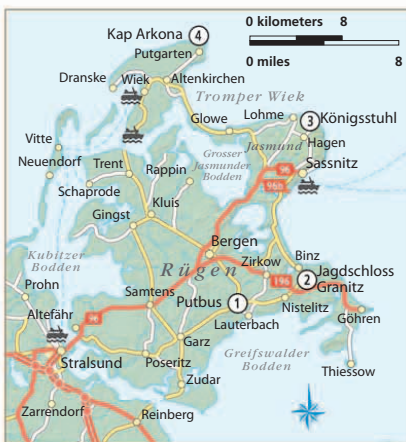 0 kilometers 8
0 miles 8
Kap Arkona 4
Putgarten
Dranske
Wiek
Altenkirchen
Tromper Wiek
Lohme
3 Königsstuhl
Glowe
Hagen
Jasmund
Vitte
Grosser
Jasmunder
Bodden
96
Sassnitz
96b
Neuendorf
Trent
Rappin
Schaprode
Kluis
Gingst
Bergen
Kubitzer
Bodden
Rügen
Zirkow
Binz
2 Jagdschloss
Granitz
196
Prohn
Samtens
Putbus 1
Nistelitz
Altefähr
96
Lauterbach
Göhren
Garz
Stralsund
Poseritz
Greifswalder
Bodden
Thiessow
Zudar
Zarrendorf
Reinberg